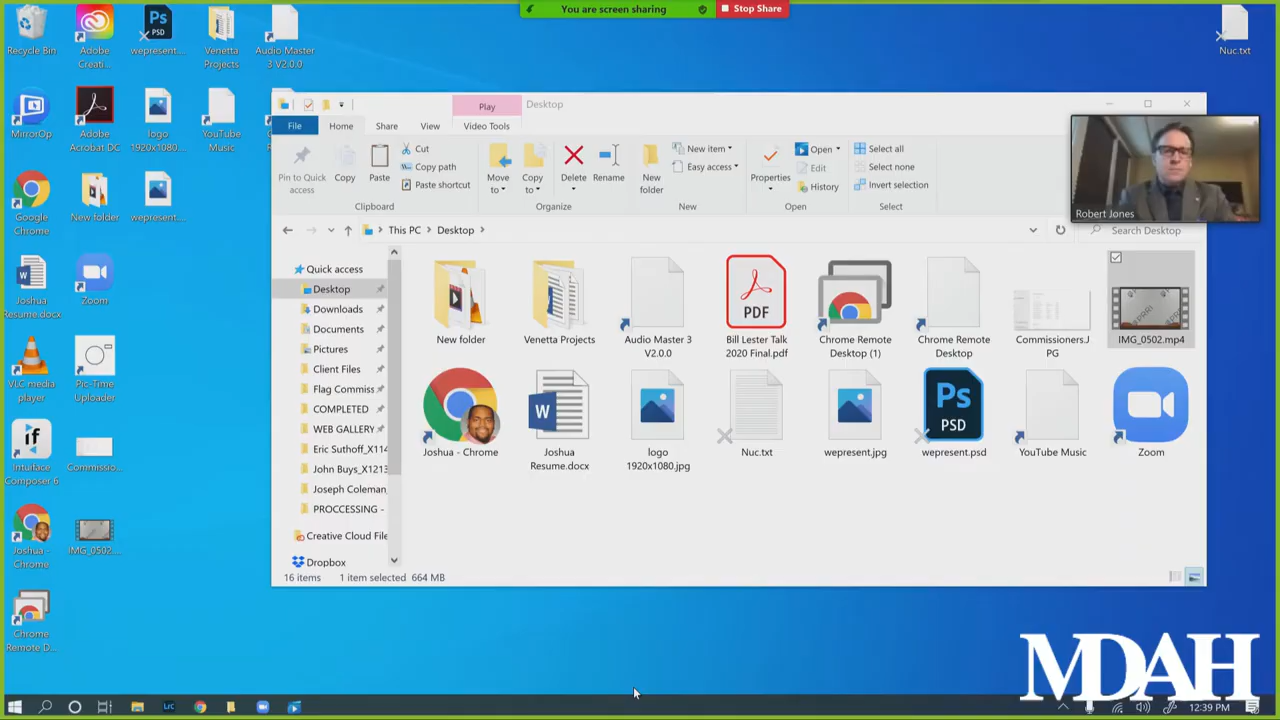 You are screen sharing
Stop Share
Recycle Bin
Adobe
Creati...
PSD
wepresent....
Venetta
Projects
Audio Master
3 V2.0.0
Nuc.txt
MirrorOp
Adobe
Acrobat DC
logo
1920x1080....
YouTube
Music
Google
Chrome
New folder
wepresent....
Joshua
Resume.docx
Zoom
VLC media
player
Pic-Time
Uploader
Intuiface
Composer 6
Commissio...
Joshua -
Chrome
IMG_0502....
Chrome
Remote D...
Play
Desktop
File
Home
Share
View
Video Tools
Pin to Quick
access
Copy
Paste
Cut
Copy path
Paste shortcut
Clipboard
Move
to
Copy
to
Delete
Rename
Organize
New
folder
New item
Easy access
New
Properties
Open
Edit
History
Open
Select all
Select none
Invert selection
Select
Robert Jones
This PC
Desktop
Search Desktop
Quick access
Desktop
Downloads
Documents
Pictures
Client Files
Flag Commiss
COMPLETED
WEB GALLERY
Eric Suthoff_X114
John Buys_X1213
Joseph Coleman_
PROCCESSING -
Creative Cloud File
Dropbox
New folder
Venetta Projects
Audio Master 3
V2.0.0
PDF
Bill Lester Talk
2020 Final.pdf
Chrome Remote
Desktop (1)
Chrome Remote
Desktop
Commissioners.J
PG
IMG_0502.mp4
Joshua - Chrome
Joshua
Resume.docx
logo
1920x1080.jpg
Nuc.txt
wepresent.jpg
Ps
PSD
wepresent.psd
YouTube Music
Zoom
16 items
1 item selected 664 MB
MDAH
Lrc
12:39 PM